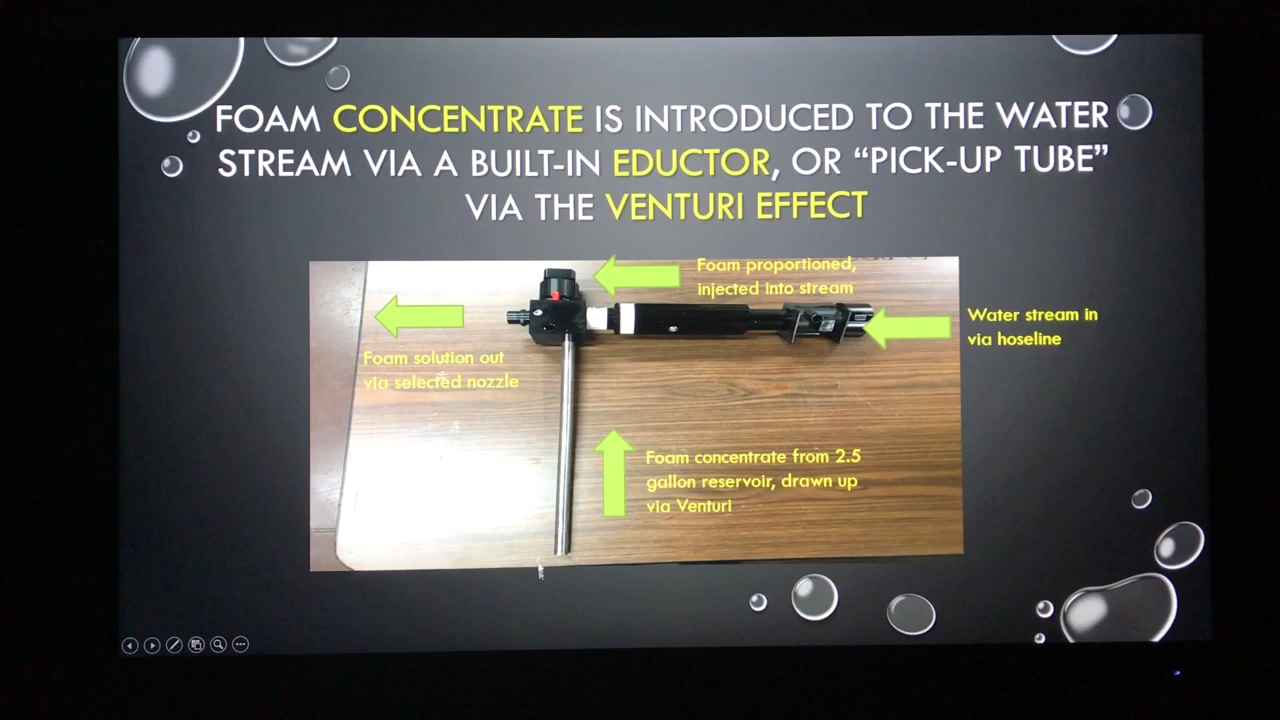 FOAM CONCENTRATE IS INTRODUCED TO THE WATER
STREAM VIA A BUILT-IN EDUCTOR, OR “PICK-UP TUBE”
VIA THE VENTURI EFFECT
Foam proportioned,
injected into stream
Water stream in
via hoseline
Foam solution out
via selected nozzle
Foam concentrate from 2.5
gallon reservoir, drawn up
via Venturi